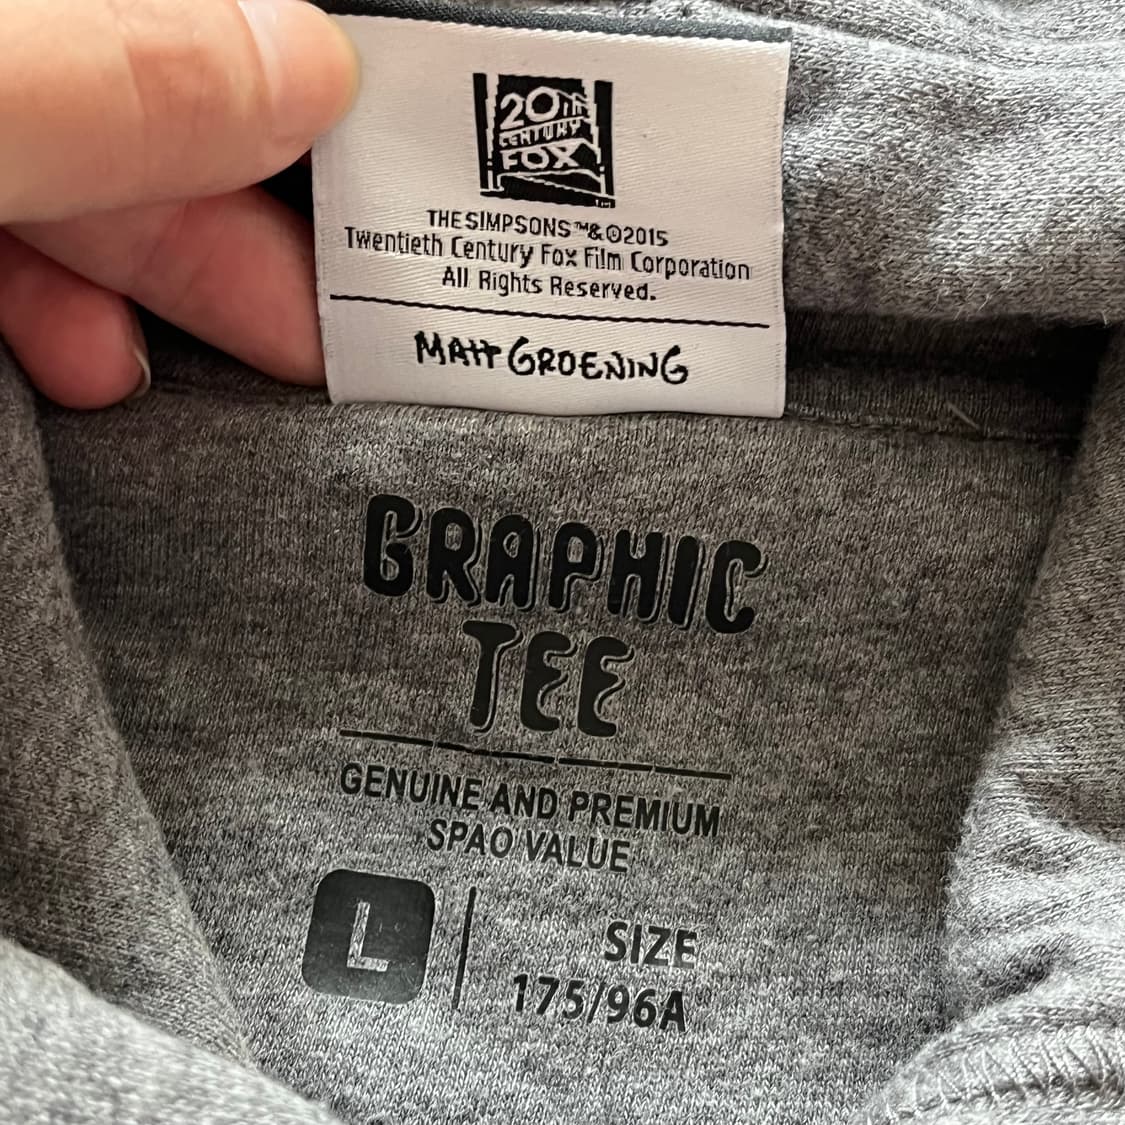 20th
CENTURY
FOX
TM
THE SIMPSONS™&©2015
Twentieth Century Fox Film Corporation
All Rights Reserved.
MATT GROENING
GRAPHIC
TEE
GENUINE AND PREMIUM
SPAO VALUE
L
SIZE
175/96A